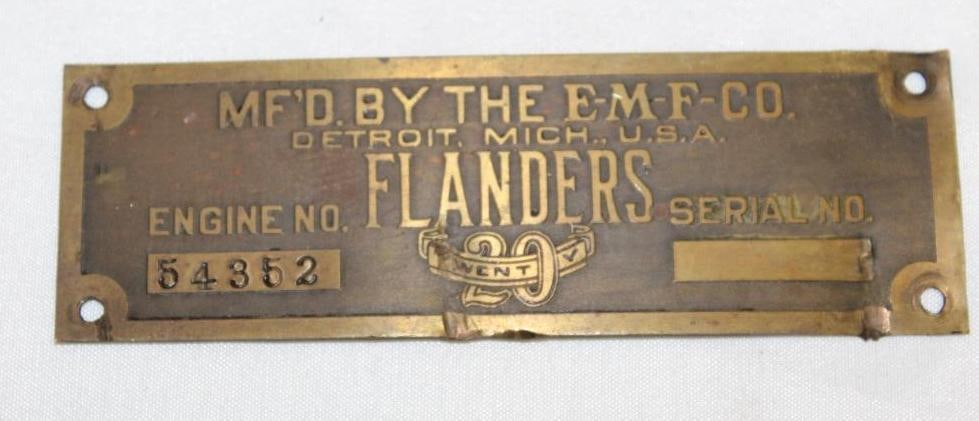 MF'D. BY THE E-M-F-CO.
DETROIT, MICH., U.S.A.
FLANDERS
ENGINE NO.
SERIAL NO.
20
TWENTY
54352